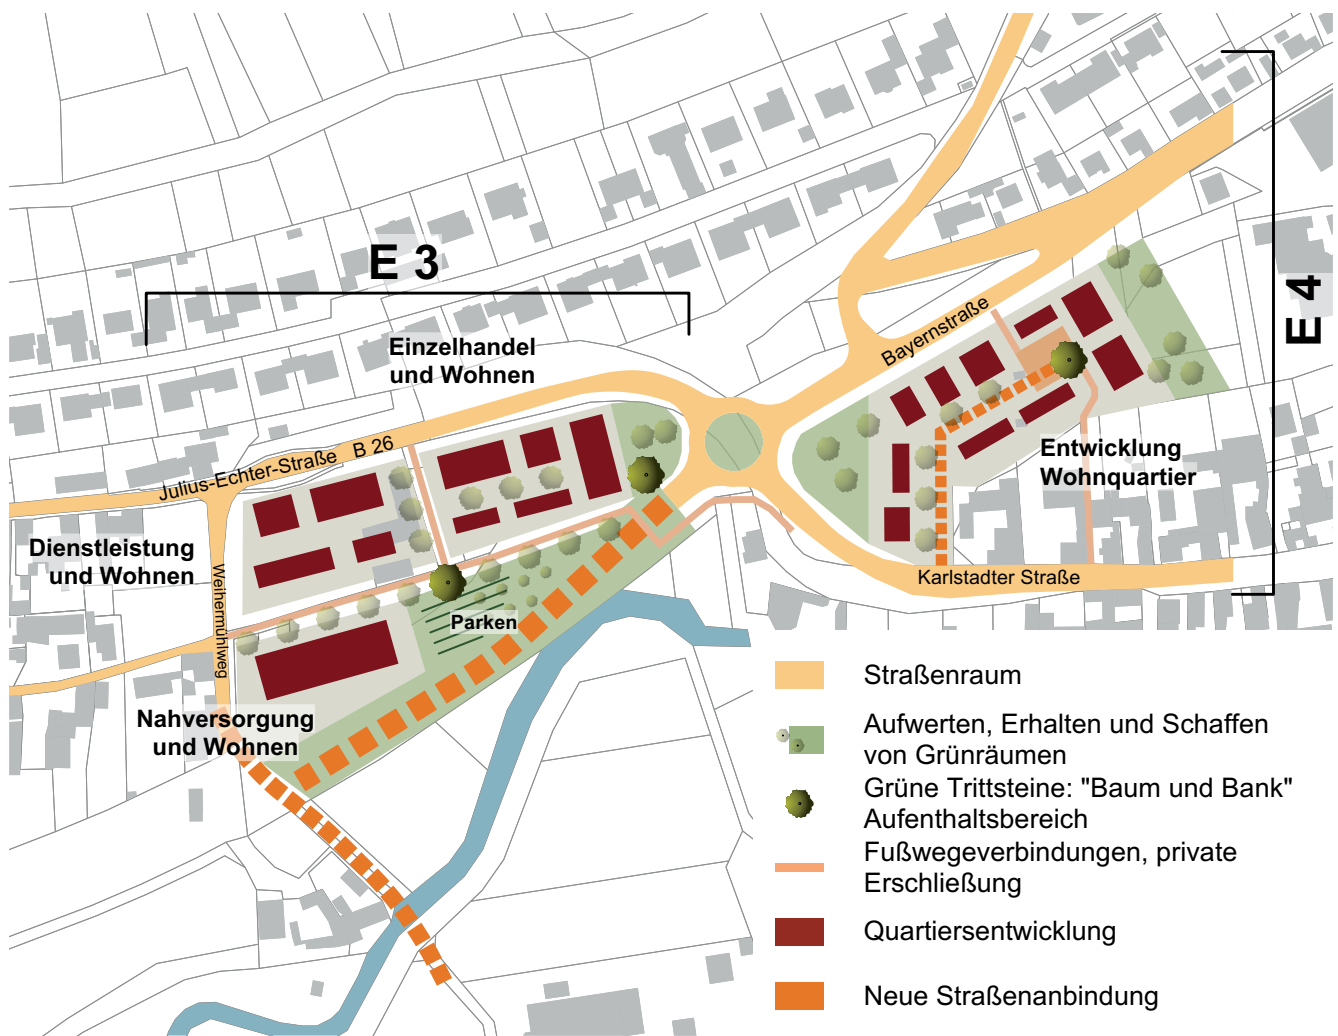 E 3
E 4
Einzelhandel
und Wohnen
Bayernstraße
Julius-Echter-Straße B 26
Entwicklung
Wohnquartier
Dienstleistung
und Wohnen
Weihermühlweg
Karlstadter Straße
Parken
Nahversorgung
und Wohnen
Straßenraum
Aufwerten, Erhalten und Schaffen
von Grünräumen
Grüne Trittsteine: "Baum und Bank"
Aufenthaltsbereich
Fußwegeverbindungen, private
Erschließung
Quartiersentwicklung
Neue Straßenanbindung